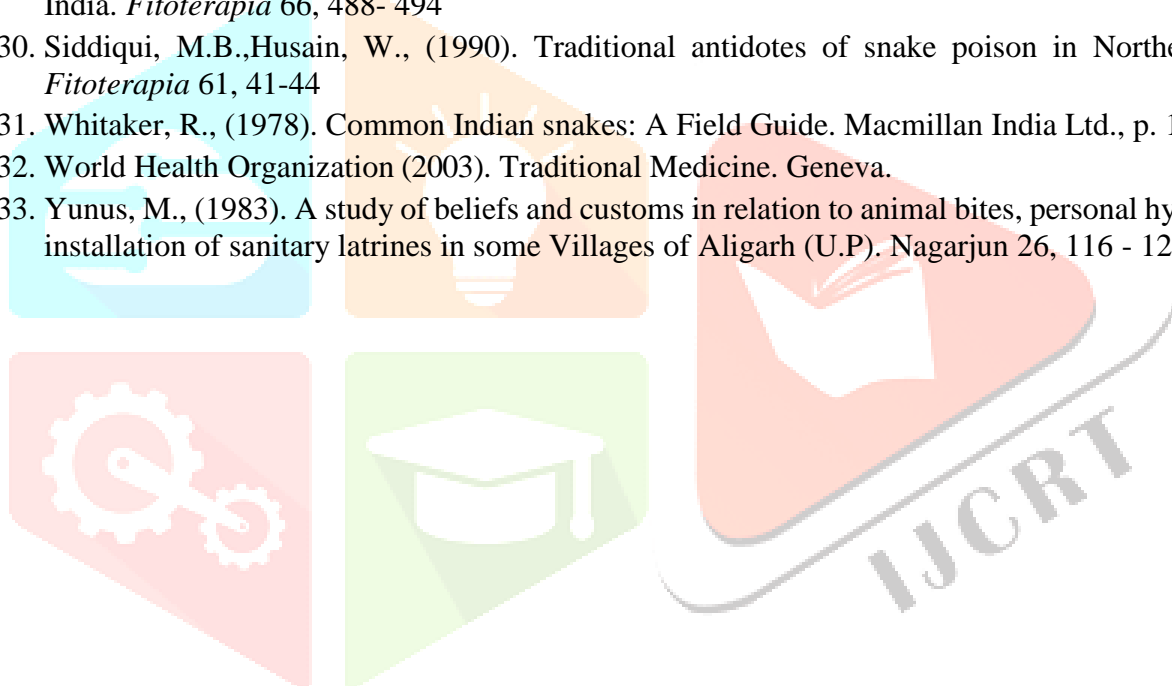 India. Fitoterapia 66, 488- 494
30. Siddiqui, M.B.,Husain, W., (1990). Traditional antidotes of snake poison in Northe
Fitoterapia 61, 41-44
31. Whitaker, R., (1978). Common Indian snakes: A Field Guide. Macmillan India Ltd., p. 1
32. World Health Organization (2003). Traditional Medicine. Geneva.
33. Yunus, M., (1983). A study of beliefs and customs in relation to animal bites, personal hy
installation of sanitary latrines in some Villages of Aligarh (U.P). Nagarjun 26, 116 - 12
IJCRT